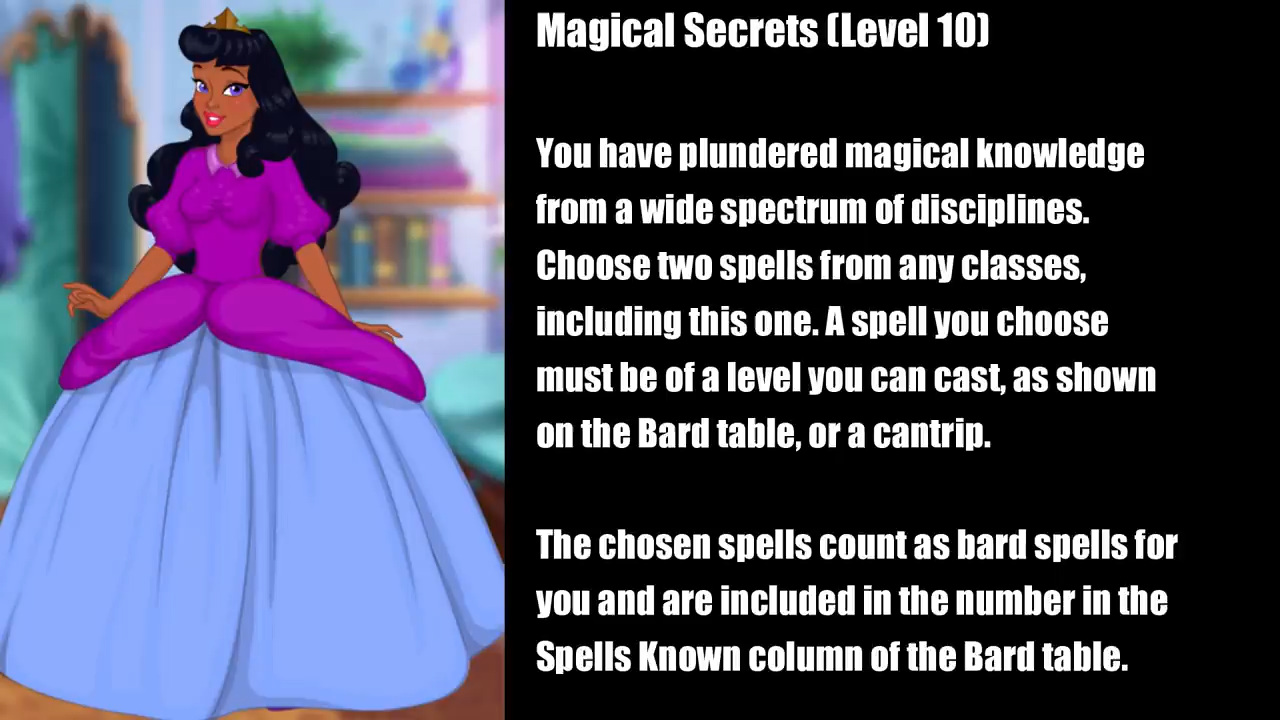 Magical Secrets (Level 10)
You have plundered magical knowledge
from a wide spectrum of disciplines.
Choose two spells from any classes,
including this one. A spell you choose
must be of a level you can cast, as shown
on the Bard table, or a cantrip.
The chosen spells count as bard spells for
you and are included in the number in the
Spells Known column of the Bard table.